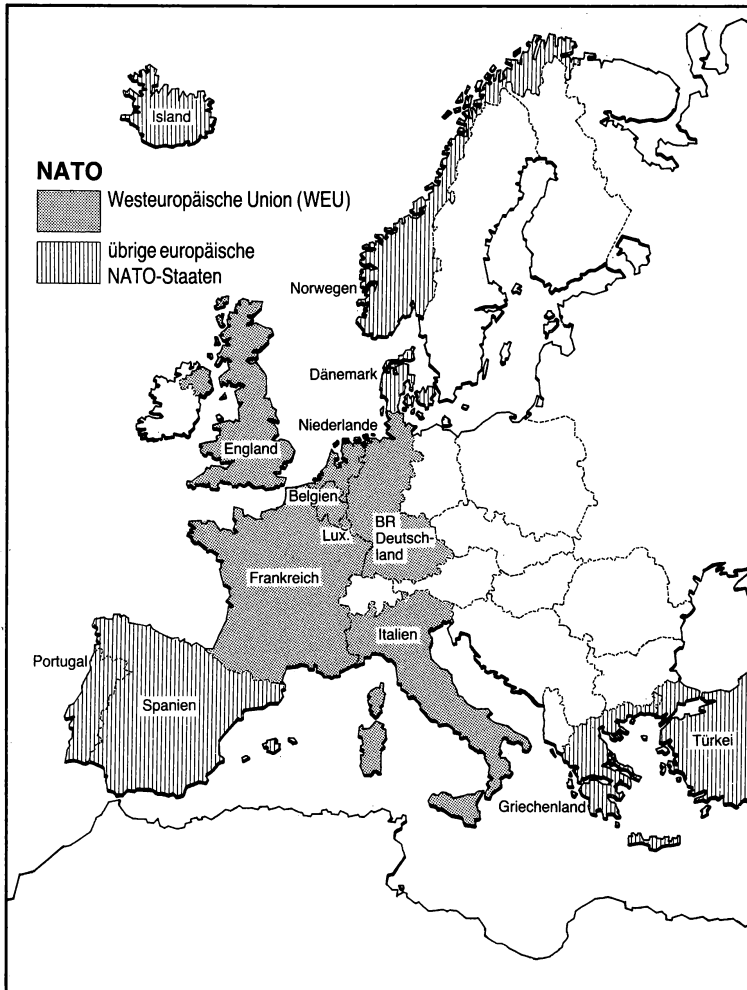 Island
NATO
Westeuropäische Union (WEU)
übrige europäische
NATO-Staaten
Norwegen
Dänemark
Niederlande
England
Belgien
Lux.
BR
Deutsch-
land
Frankreich
Italien
Portugal
Spanien
Türkei
Griechenland